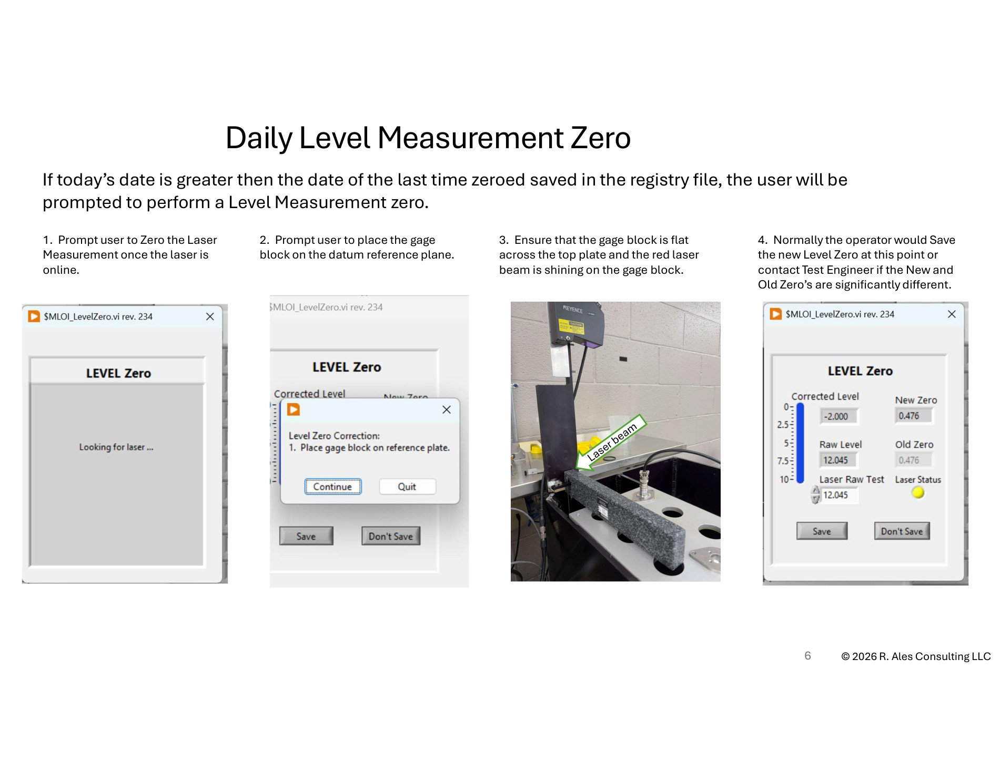 Daily Level Measurement Zero
If today's date is greater then the date of the last time zeroed saved in the registry file, the user will be
prompted to perform a Level Measurement zero.
1. Prompt user to Zero the Laser
Measurement once the laser is
online.
2. Prompt user to place the gage
block on the datum reference plane.
3. Ensure that the gage block is flat
across the top plate and the red laser
beam is shining on the gage block.
4. Normally the operator would Save
the new Level Zero at this point or
contact Test Engineer if the New and
Old Zero's are significantly different.
$MLOI_LevelZero.vi rev. 234
LEVEL Zero
Looking for laser ...
$MLOI_LevelZero.vi rev. 234
LEVEL Zero
Corrected Level
New Zero
Level Zero Correction:
1. Place gage block on reference plate.
Continue
Quit
Save
Don't Save
KEYENCE
Laser beam
$MLOI_LevelZero.vi rev. 234
LEVEL Zero
Corrected Level
New Zero
0
-2.000
0.476
2.5
5
Raw Level
Old Zero
7.5
12.045
0.476
10
Laser Raw Test
Laser Status
12.045
Save
Don't Save
6
© 2026 R. Ales Consulting LLC